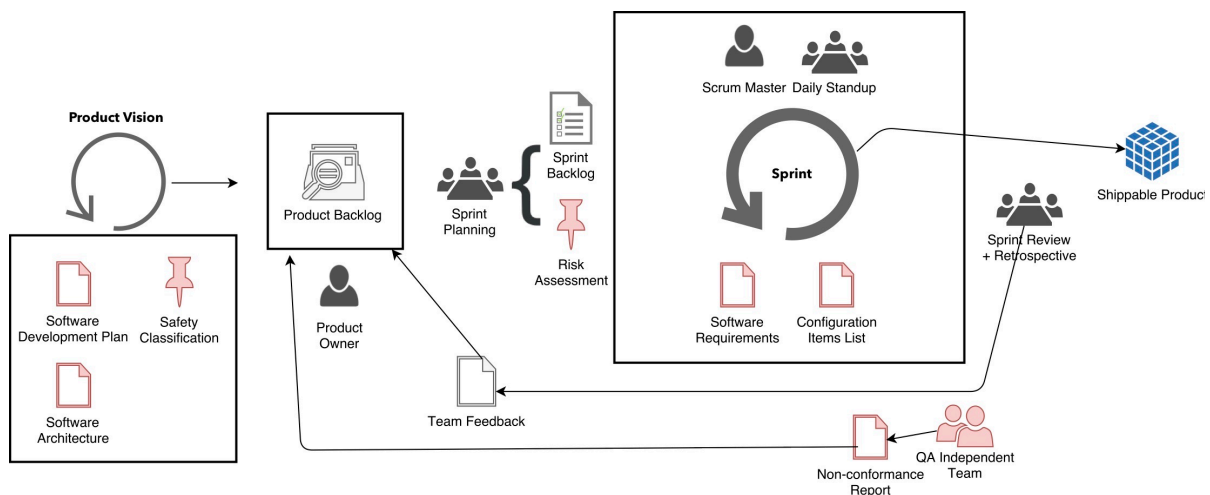 Product Vision
Software
Development Plan
Safety
Classification
Software
Architecture
Product Backlog
Product
Owner
Sprint
Planning
Sprint
Backlog
Risk
Assessment
Team Feedback
Scrum Master
Daily Standup
Sprint
Software
Requirements
Configuration
Items List
Sprint Review
+ Retrospective
Shippable Product
Non-conformance
Report
QA Independent
Team